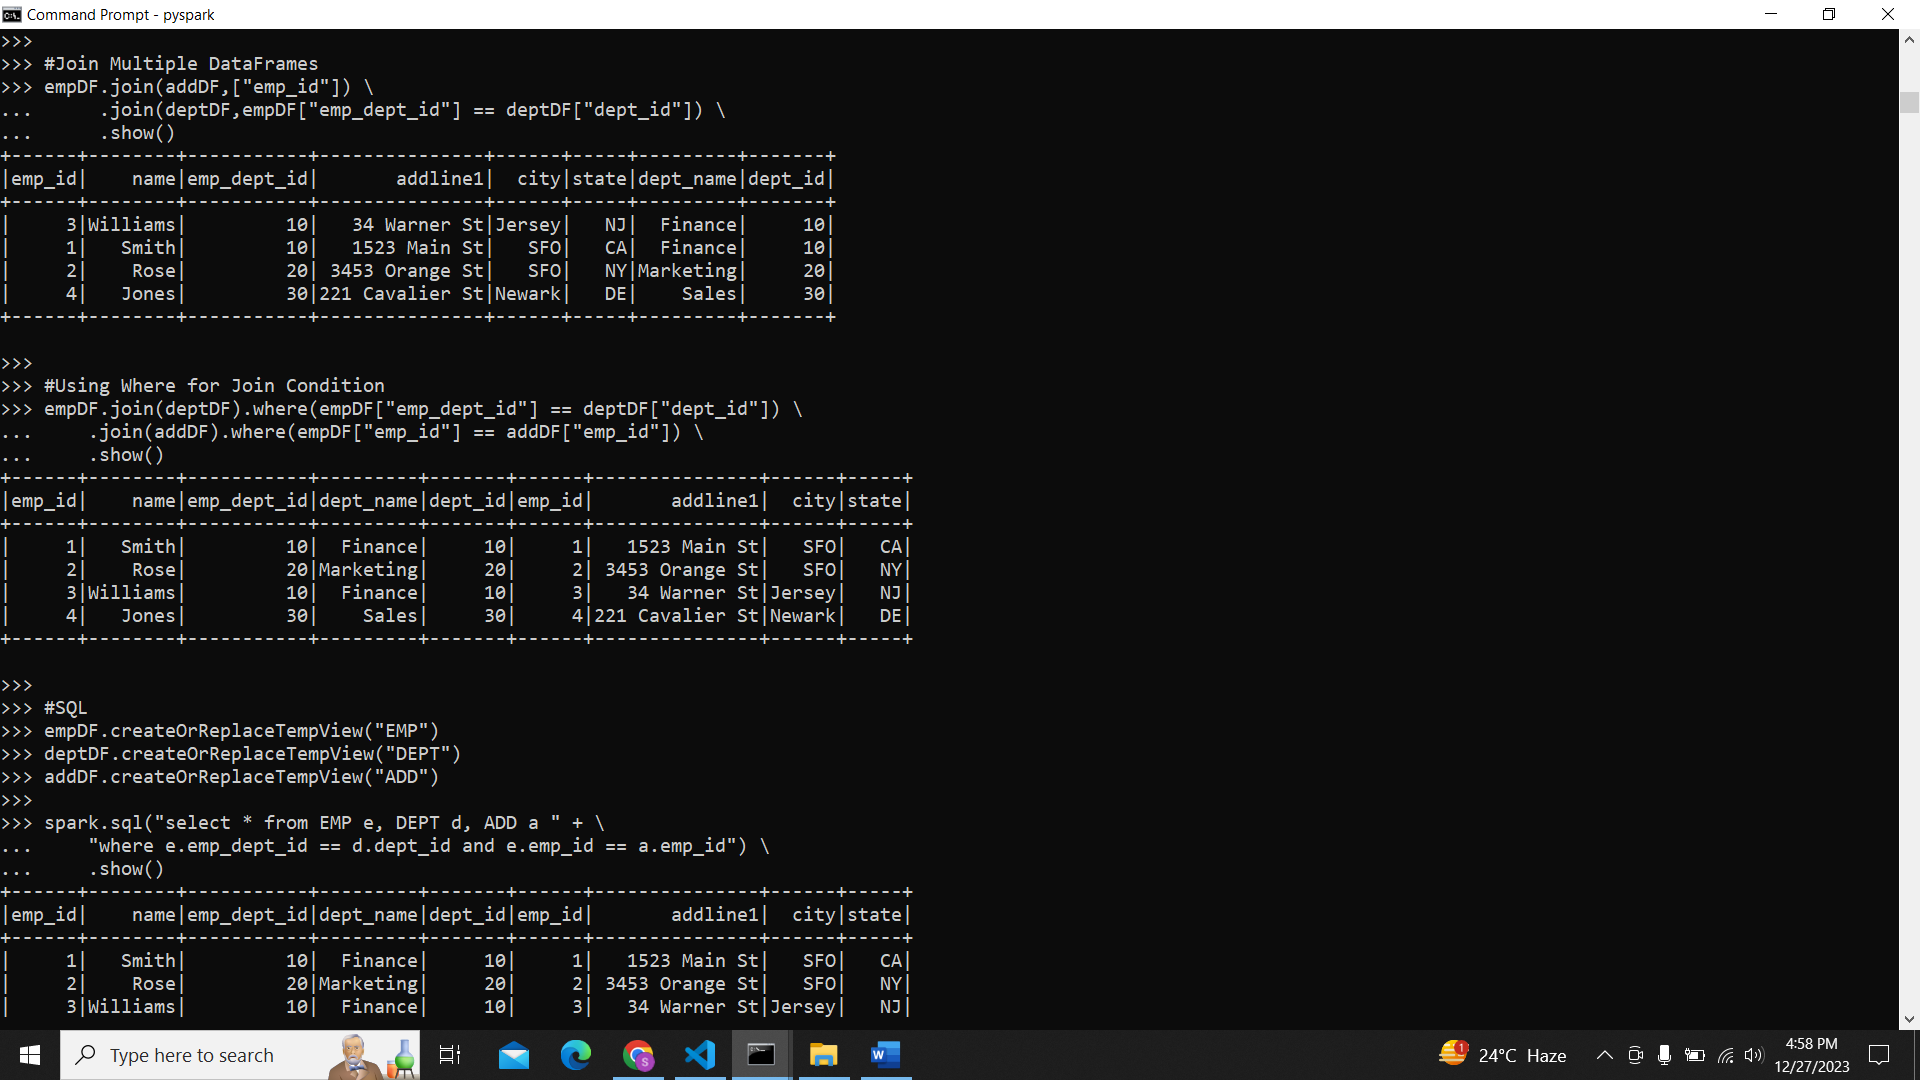 Command Prompt - pyspark
>>>
>>> #Join Multiple DataFrames
>>> empDF.join(addDF,["emp_id"]) \
...      .join(deptDF,empDF["emp_dept_id"] == deptDF["dept_id"]) \
...      .show()
+------+--------+-----------+---------------+------+-----+---------+-------+
|emp_id|    name|emp_dept_id|       addline1|  city|state|dept_name|dept_id|
+------+--------+-----------+---------------+------+-----+---------+-------+
|     3|Williams|         10|   34 Warner St|Jersey|   NJ|  Finance|     10|
|     1|   Smith|         10|   1523 Main St|   SFO|   CA|  Finance|     10|
|     2|    Rose|         20| 3453 Orange St|   SFO|   NY|Marketing|     20|
|     4|   Jones|         30|221 Cavalier St|Newark|   DE|    Sales|     30|
+------+--------+-----------+---------------+------+-----+---------+-------+
>>>
>>> #Using Where for Join Condition
>>> empDF.join(deptDF).where(empDF["emp_dept_id"] == deptDF["dept_id"]) \
...     .join(addDF).where(empDF["emp_id"] == addDF["emp_id"]) \
...     .show()
+------+--------+-----------+---------+-------+------+---------------+------+-----+
|emp_id|    name|emp_dept_id|dept_name|dept_id|emp_id|       addline1|  city|state|
+------+--------+-----------+---------+-------+------+---------------+------+-----+
|     1|   Smith|         10|  Finance|     10|     1|   1523 Main St|   SFO|   CA|
|     2|    Rose|         20|Marketing|     20|     2| 3453 Orange St|   SFO|   NY|
|     3|Williams|         10|  Finance|     10|     3|   34 Warner St|Jersey|   NJ|
|     4|   Jones|         30|    Sales|     30|     4|221 Cavalier St|Newark|   DE|
+------+--------+-----------+---------+-------+------+---------------+------+-----+
>>>
>>> #SQL
>>> empDF.createOrReplaceTempView("EMP")
>>> deptDF.createOrReplaceTempView("DEPT")
>>> addDF.createOrReplaceTempView("ADD")
>>>
>>> spark.sql("select * from EMP e, DEPT d, ADD a " + \
...     "where e.emp_dept_id == d.dept_id and e.emp_id == a.emp_id") \
...     .show()
+------+--------+-----------+---------+-------+------+---------------+------+-----+
|emp_id|    name|emp_dept_id|dept_name|dept_id|emp_id|       addline1|  city|state|
+------+--------+-----------+---------+-------+------+---------------+------+-----+
|     1|   Smith|         10|  Finance|     10|     1|   1523 Main St|   SFO|   CA|
|     2|    Rose|         20|Marketing|     20|     2| 3453 Orange St|   SFO|   NY|
|     3|Williams|         10|  Finance|     10|     3|   34 Warner St|Jersey|   NJ|
Type here to search
24°C Haze
4:58 PM
12/27/2023